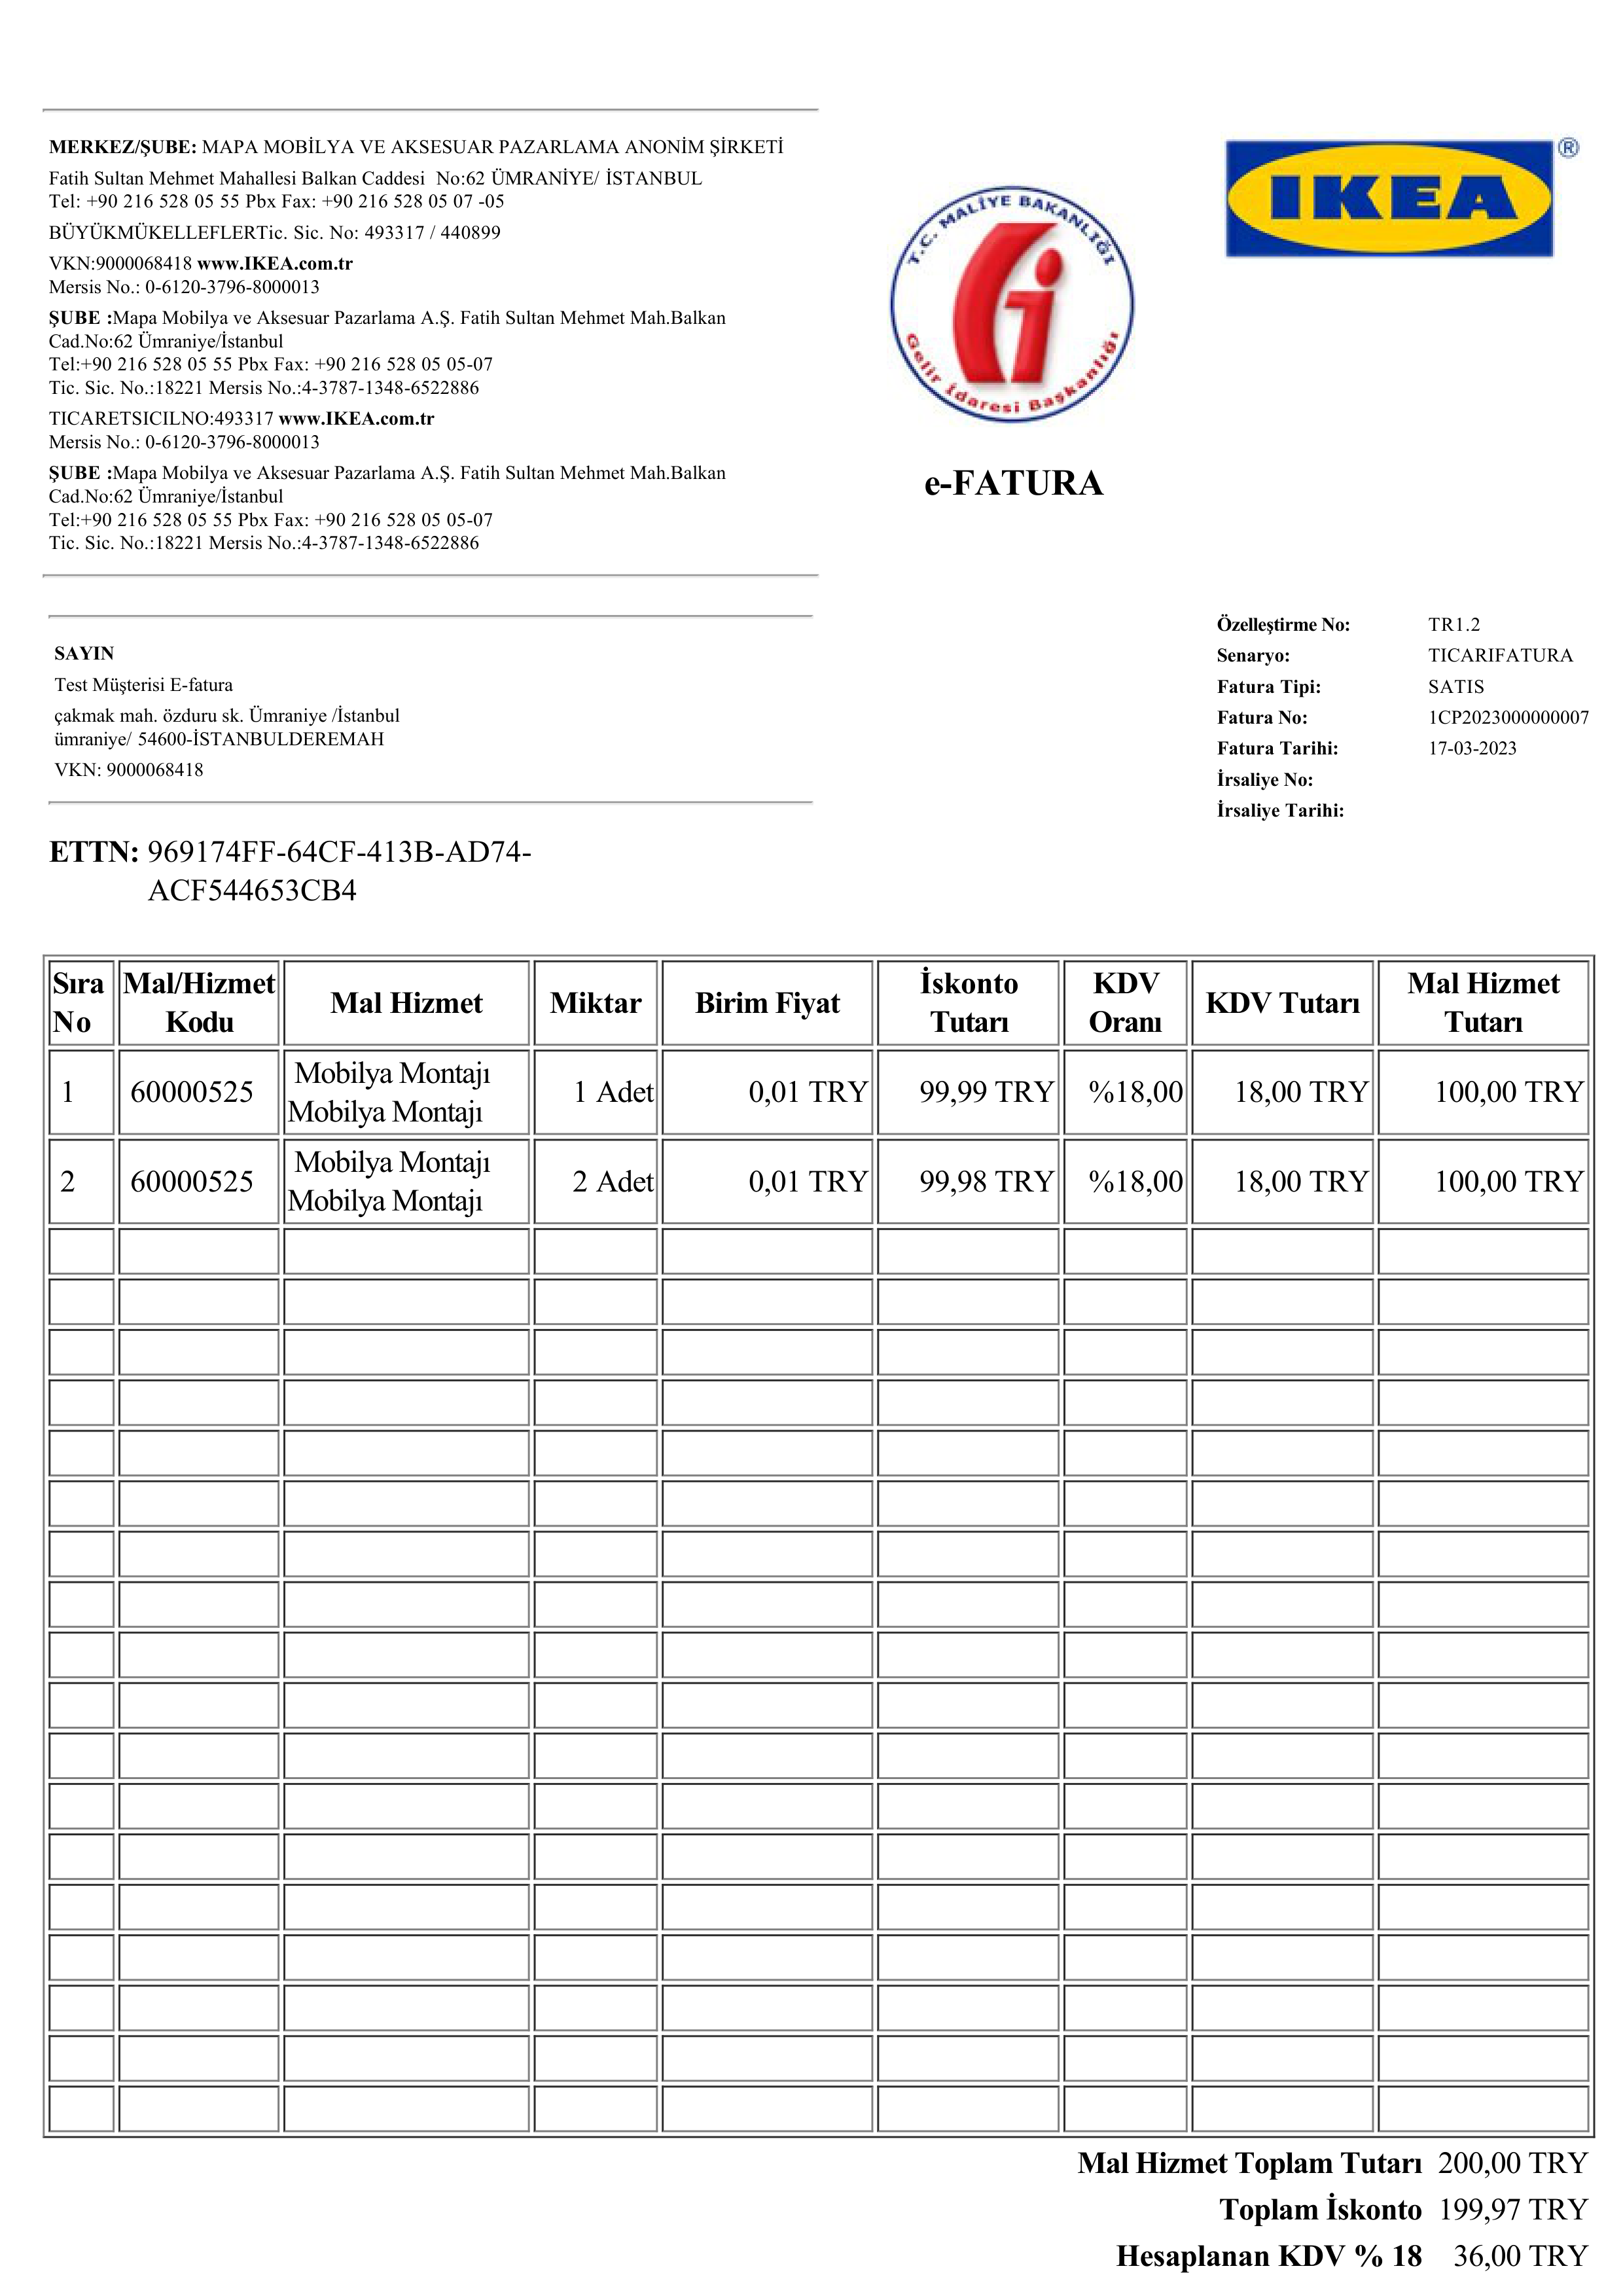 MERKEZ/ŞUBE: MAPA MOBİLYA VE AKSESUAR PAZARLAMA ANONİM ŞİRKETİ
Fatih Sultan Mehmet Mahallesi Balkan Caddesi No:62 ÜMRANİYE/ İSTANBUL
Tel: +90 216 528 05 55 Pbx Fax: +90 216 528 05 07 -05
BÜYÜKMÜKELLEFLERTic. Sic. No: 493317 / 440899
VKN:9000068418 www.IKEA.com.tr
Mersis No.: 0-6120-3796-8000013
ŞUBE :Mapa Mobilya ve Aksesuar Pazarlama A.Ş. Fatih Sultan Mehmet Mah.Balkan
Cad.No:62 Ümraniye/İstanbul
Tel:+90 216 528 05 55 Pbx Fax: +90 216 528 05 05-07
Tic. Sic. No.:18221 Mersis No.:4-3787-1348-6522886
TICARETSICILNO:493317 www.IKEA.com.tr
Mersis No.: 0-6120-3796-8000013
ŞUBE :Mapa Mobilya ve Aksesuar Pazarlama A.Ş. Fatih Sultan Mehmet Mah.Balkan
Cad.No:62 Ümraniye/İstanbul
Tel:+90 216 528 05 55 Pbx Fax: +90 216 528 05 05-07
Tic. Sic. No.:18221 Mersis No.:4-3787-1348-6522886
T.C. MALİYE BAKANLIĞI
Gelir İdaresi Başkanlığı
e-FATURA
IKEA ®
SAYIN
Test Müşterisi E-fatura
çakmak mah. özduru sk. Ümraniye /İstanbul
ümraniye/ 54600-İSTANBULDEREMAH
VKN: 9000068418
Özelleştirme No: TR1.2
Senaryo: TICARIFATURA
Fatura Tipi: SATIS
Fatura No: 1CP2023000000007
Fatura Tarihi: 17-03-2023
İrsaliye No:
İrsaliye Tarihi:
ETTN: 969174FF-64CF-413B-AD74-
ACF544653CB4
Sıra No Mal/Hizmet Kodu Mal Hizmet Miktar Birim Fiyat İskonto Tutarı KDV Oranı KDV Tutarı Mal Hizmet Tutarı
1 60000525 Mobilya Montajı Mobilya Montajı 1 Adet 0,01 TRY 99,99 TRY %18,00 18,00 TRY 100,00 TRY
2 60000525 Mobilya Montajı Mobilya Montajı 2 Adet 0,01 TRY 99,98 TRY %18,00 18,00 TRY 100,00 TRY
Mal Hizmet Toplam Tutarı 200,00 TRY
Toplam İskonto 199,97 TRY
Hesaplanan KDV % 18 36,00 TRY